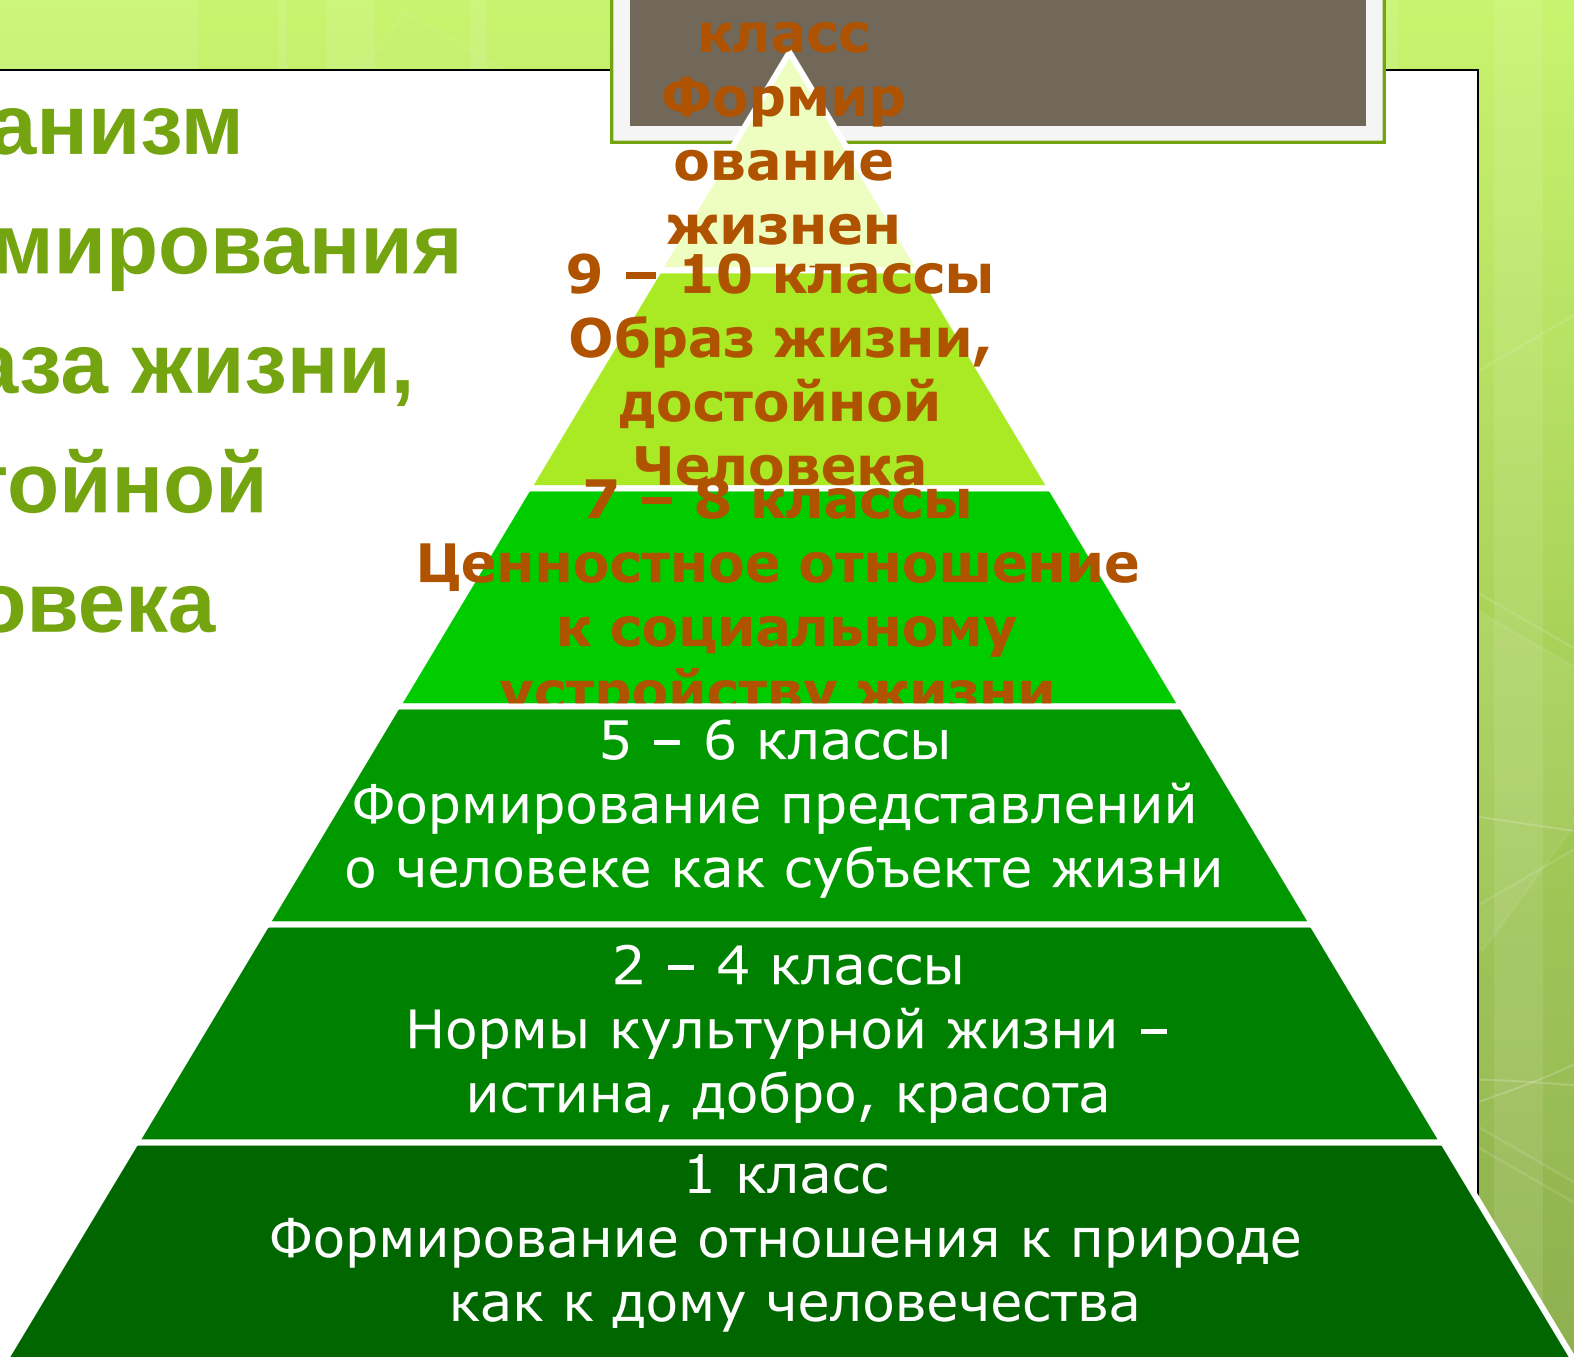 анизм
мирования
аза жизни,
тойной
овека
класс
Формир
ование
жизнен
9 – 10 классы
Образ жизни,
достойной
Человека
7 – 8 классы
Ценностное отношение
к социальному
устройству жизни
5 – 6 классы
Формирование представлений
о человеке как субъекте жизни
2 – 4 классы
Нормы культурной жизни –
истина, добро, красота
1 класс
Формирование отношения к природе
как к дому человечества